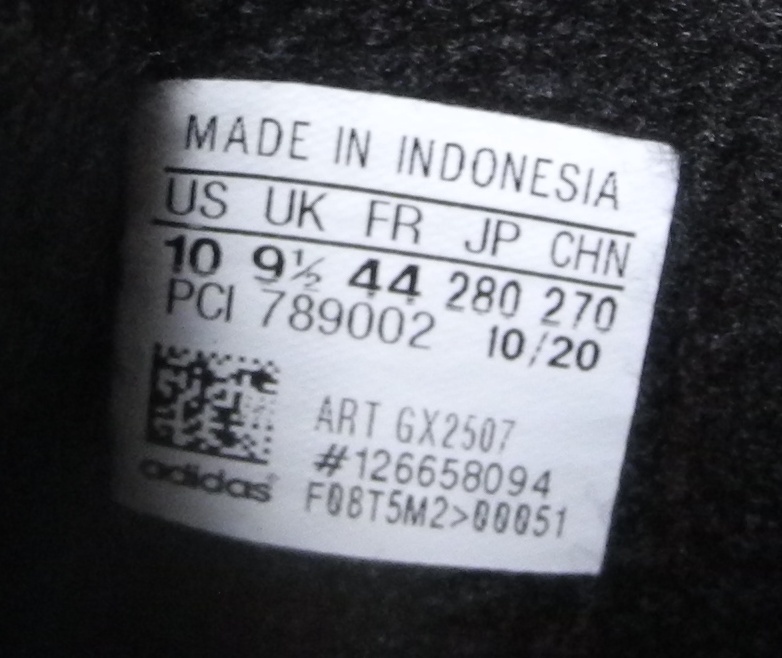 MADE IN INDONESIA
US UK FR JP CHN
10 9½ 44 280 270
PCI 789002 10/20
ART GX2507
#126658094
adidas®
F08T5M2>00051